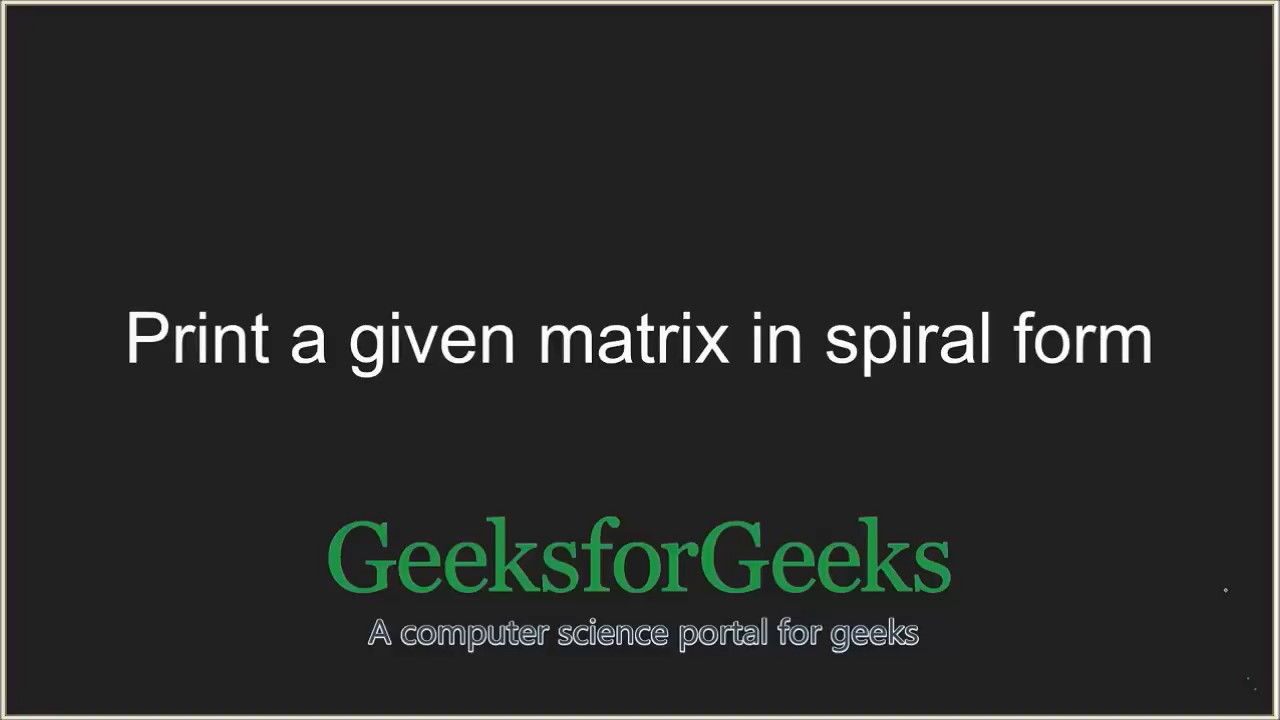 Print a given matrix in spiral form
GeeksforGeeks
A computer science portal for geeks